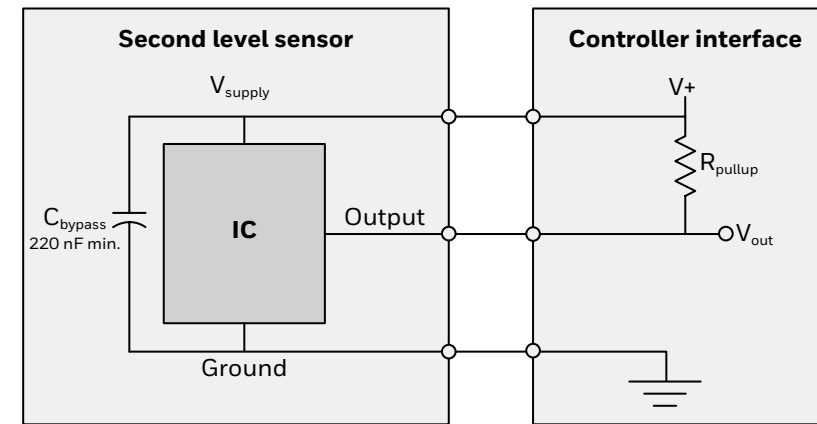 Second level sensor
Controller interface
Vsupply
V+
Rpullup
Cbypass
220 nF min.
IC
Output
Vout
Ground